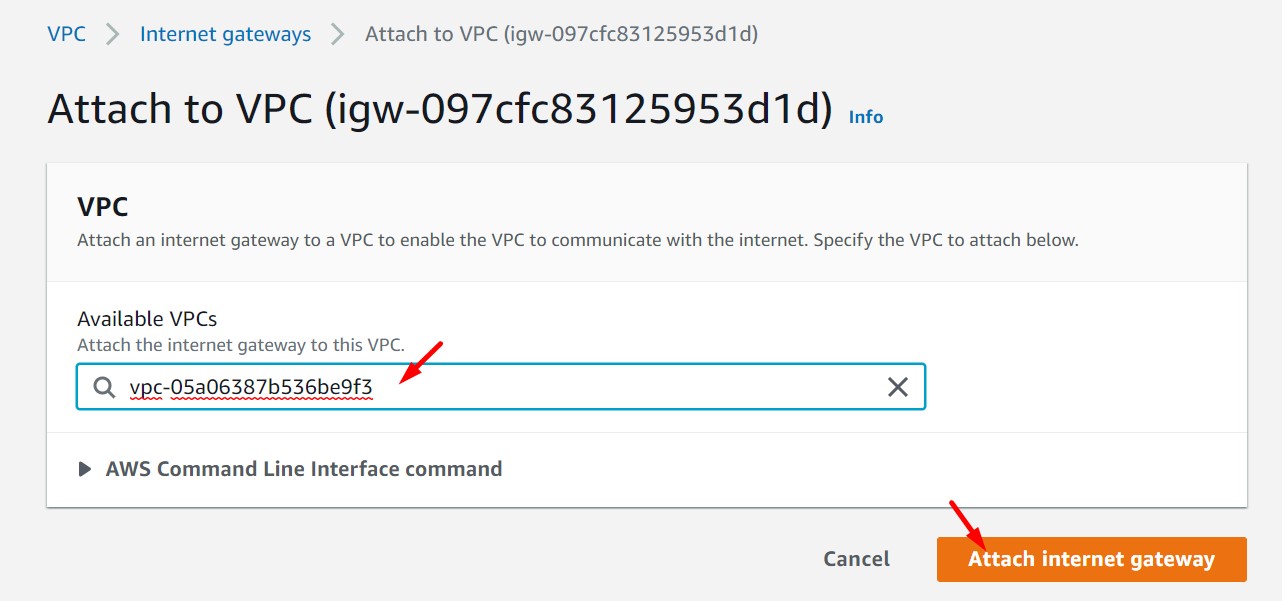 VPC > Internet gateways > Attach to VPC (igw-097cfc83125953d1d)
Attach to VPC (igw-097cfc83125953d1d) Info
VPC
Attach an internet gateway to a VPC to enable the VPC to communicate with the internet. Specify the VPC to attach below.
Available VPCs
Attach the internet gateway to this VPC.
vpc-05a06387b536be9f3
AWS Command Line Interface command
Cancel Attach internet gateway